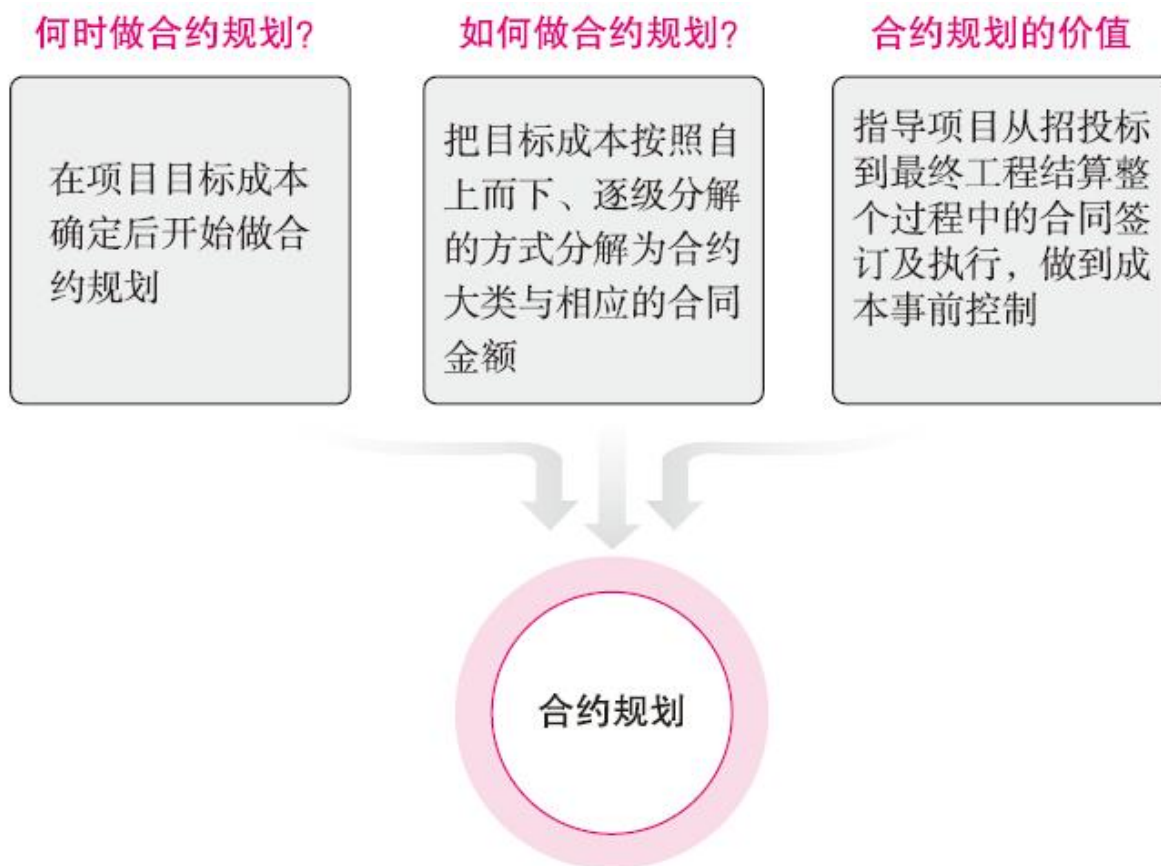 何时做合约规划?
在项目目标成本
确定后开始做合
约规划
如何做合约规划?
把目标成本按照自
上而下、逐级分解
的方式分解为合约
大类与相应的合同
金额
合约规划的价值
指导项目从招投标
到最终工程结算整
个过程中的合同签
订及执行，做到成
本事前控制
合约规划